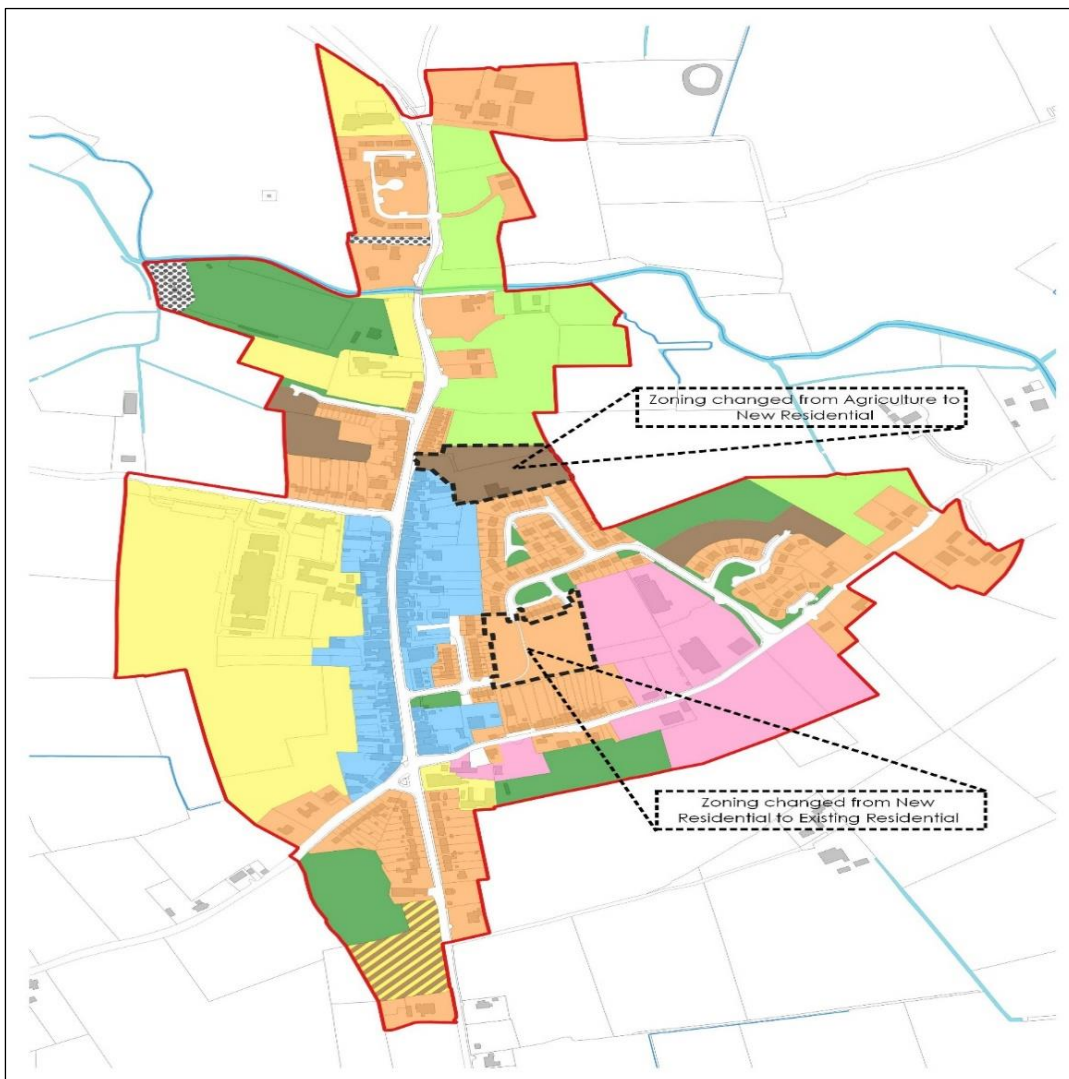 Zoning changed from Agriculture to
New Residential
Zoning changed from New
Residential to Existing Residential